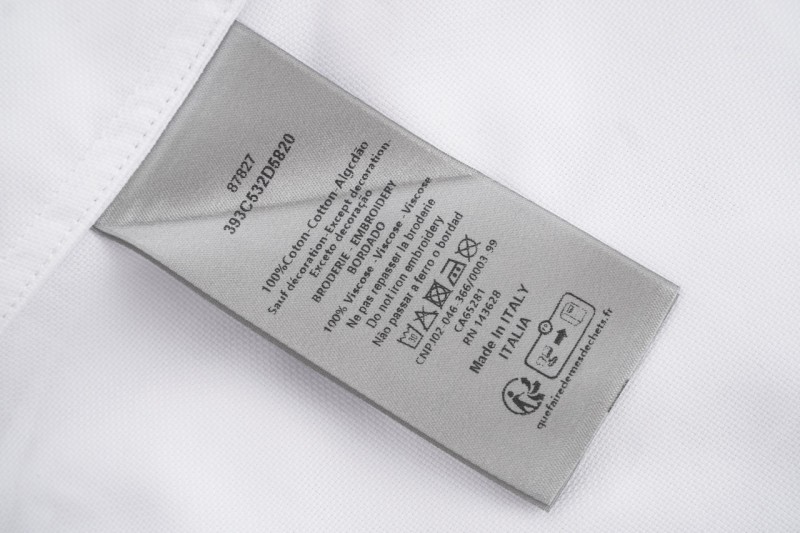 87827
393C532D5820
100%Coton-Cotton-Algodão
Sauf décoration-Except decoration-
Exceto decoração
BRODERIE - EMBROIDERY
BORDADO
100% Viscose -Viscose -Viscose
Ne pas repasser la broderie
Do not iron embroidery
Não passar a ferro o bordad
30
CNPJ02 046 366/0003 99
CA65281
RN 143628
Made In ITALY
ITALIA
quefairedemesdechets.fr